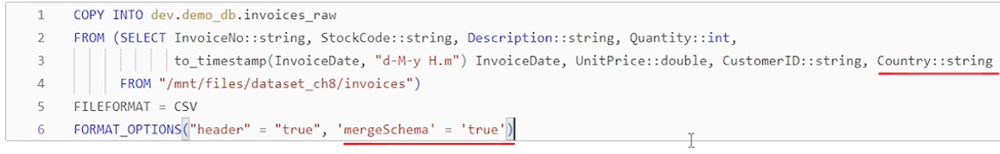 1 COPY INTO dev.demo_db.invoices_raw
2 FROM (SELECT InvoiceNo::string, StockCode::string, Description::string, Quantity::int,
3 to_timestamp(InvoiceDate, "d-M-y H.m") InvoiceDate, UnitPrice::double, CustomerID::string, Country::string
4 FROM "/mnt/files/dataset_ch8/invoices")
5 FILEFORMAT = CSV
6 FORMAT_OPTIONS("header" = "true", 'mergeSchema' = 'true')